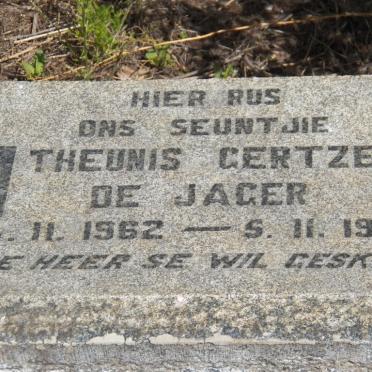 HIER RUS
ONS SEUNTJIE
THEUNIS GERTZE
DE JAGER
. 11. 1962 — 5. 11. 19
E HEER SE WIL GESK